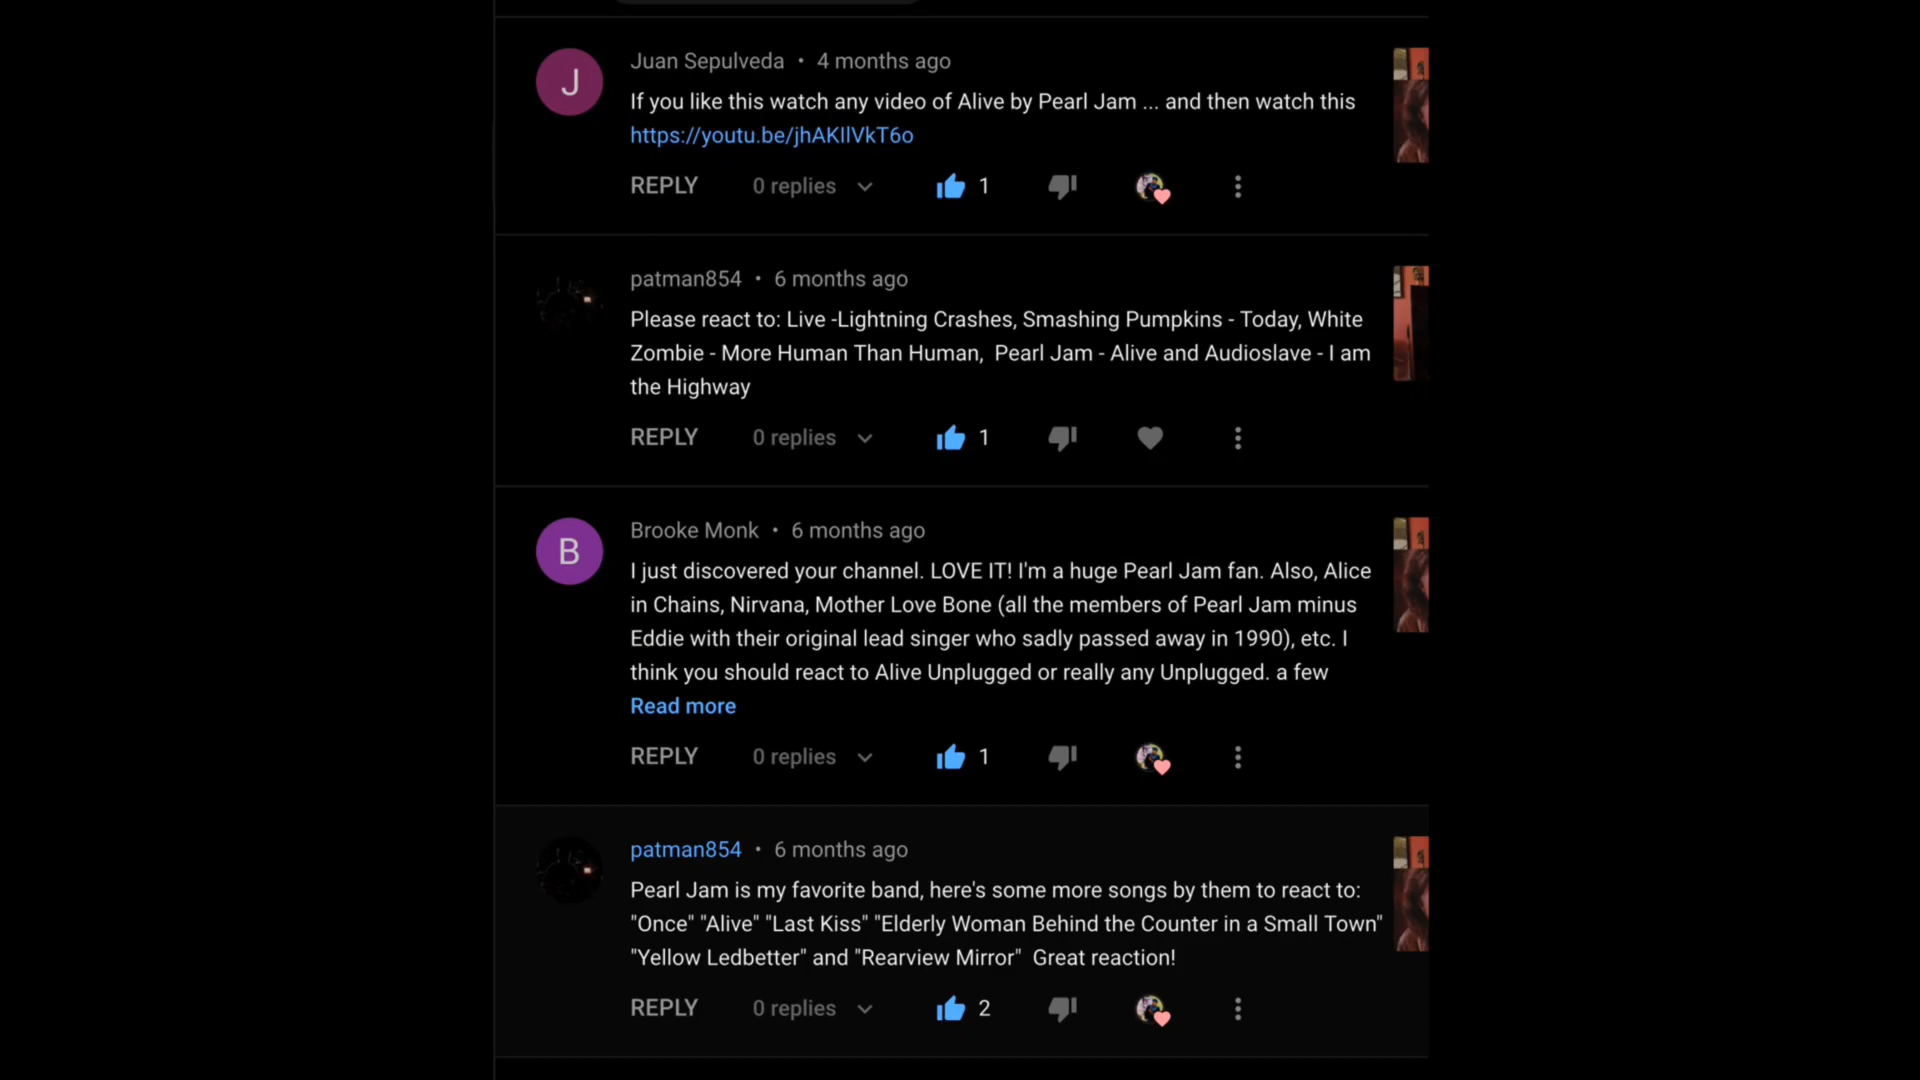 J
Juan Sepulveda • 4 months ago
If you like this watch any video of Alive by Pearl Jam ... and then watch this
https://youtu.be/jhAKIlVkT6o
REPLY 0 replies 1
patman854 • 6 months ago
Please react to: Live -Lightning Crashes, Smashing Pumpkins - Today, White
Zombie - More Human Than Human,  Pearl Jam - Alive and Audioslave - I am
the Highway
REPLY 0 replies 1
B
Brooke Monk • 6 months ago
I just discovered your channel. LOVE IT! I'm a huge Pearl Jam fan. Also, Alice
in Chains, Nirvana, Mother Love Bone (all the members of Pearl Jam minus
Eddie with their original lead singer who sadly passed away in 1990), etc. I
think you should react to Alive Unplugged or really any Unplugged. a few
Read more
REPLY 0 replies 1
patman854 • 6 months ago
Pearl Jam is my favorite band, here's some more songs by them to react to:
"Once" "Alive" "Last Kiss" "Elderly Woman Behind the Counter in a Small Town"
"Yellow Ledbetter" and "Rearview Mirror"  Great reaction!
REPLY 0 replies 2